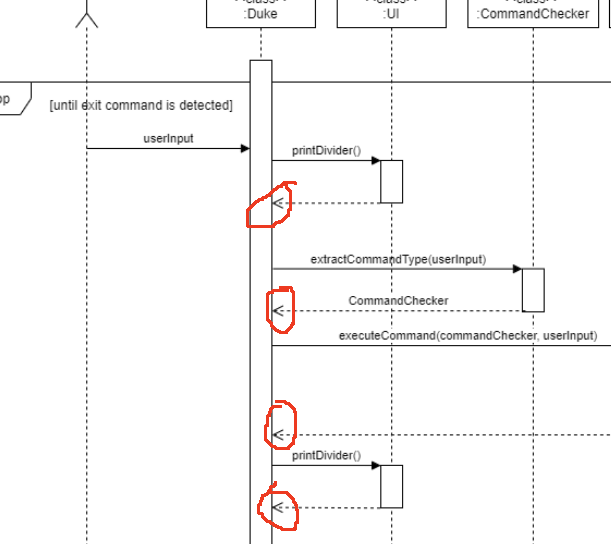 :Duke
:UI
:CommandChecker
op
[until exit command is detected]
userInput
printDivider()
extractCommandType(userInput)
CommandChecker
executeCommand(commandChecker, userInput)
printDivider()